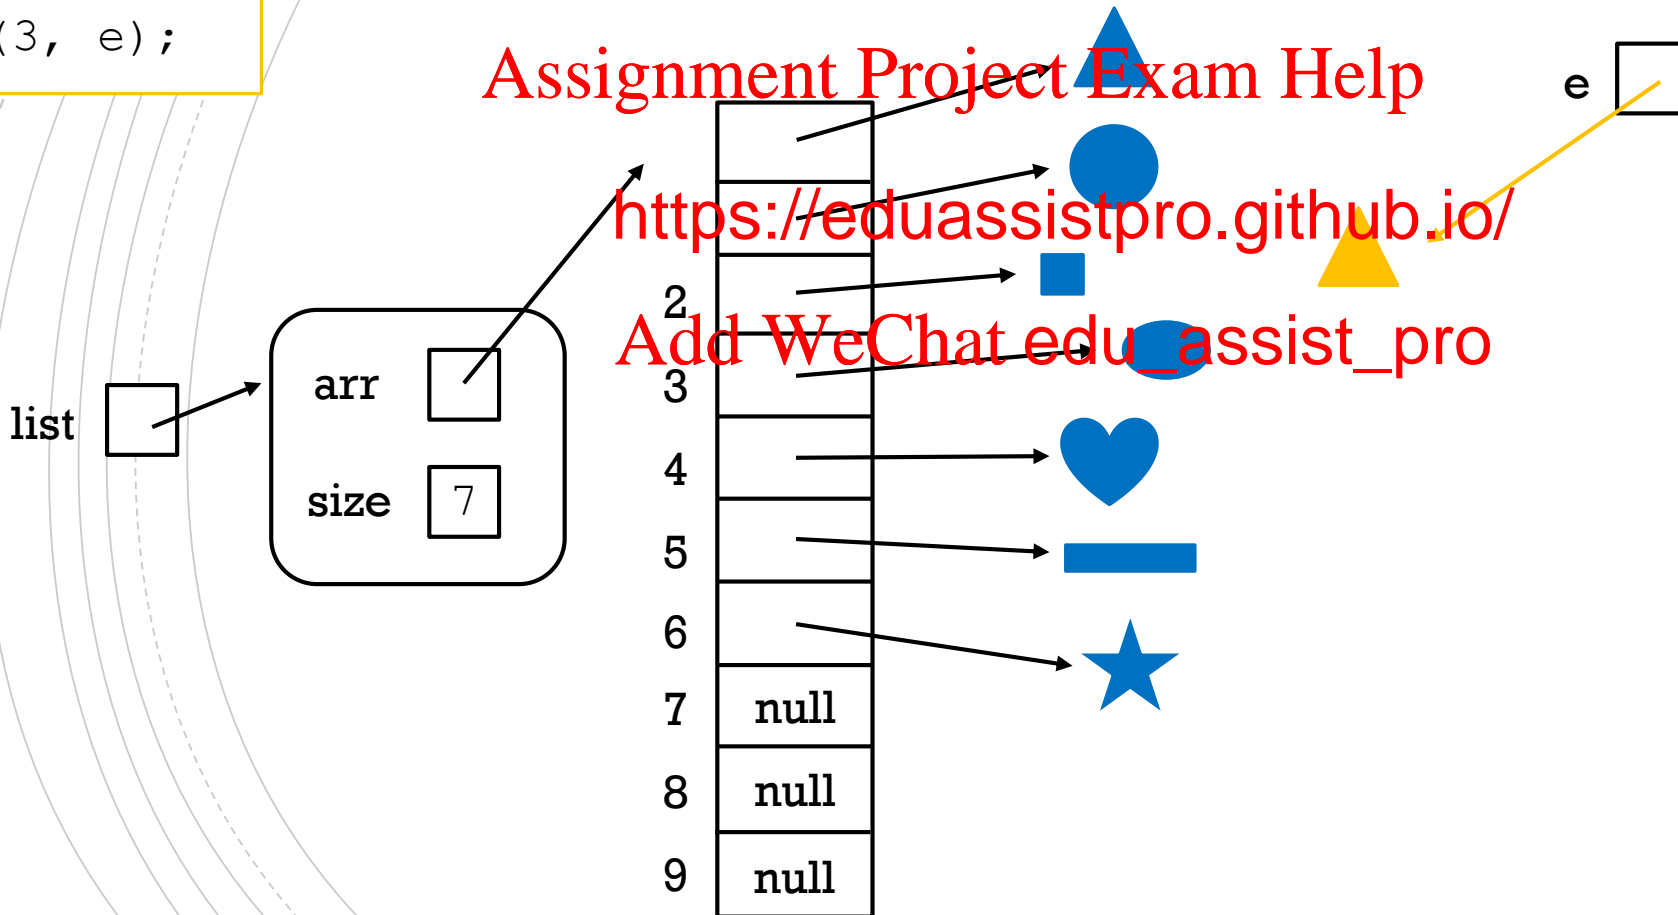 (3, e);
Assignment Project Exam Help
e
https://eduassistpro.github.io/
2
Add WeChat edu_assist_pro
3
arr
list
4
size 7
5
6
7 null
8 null
9 null